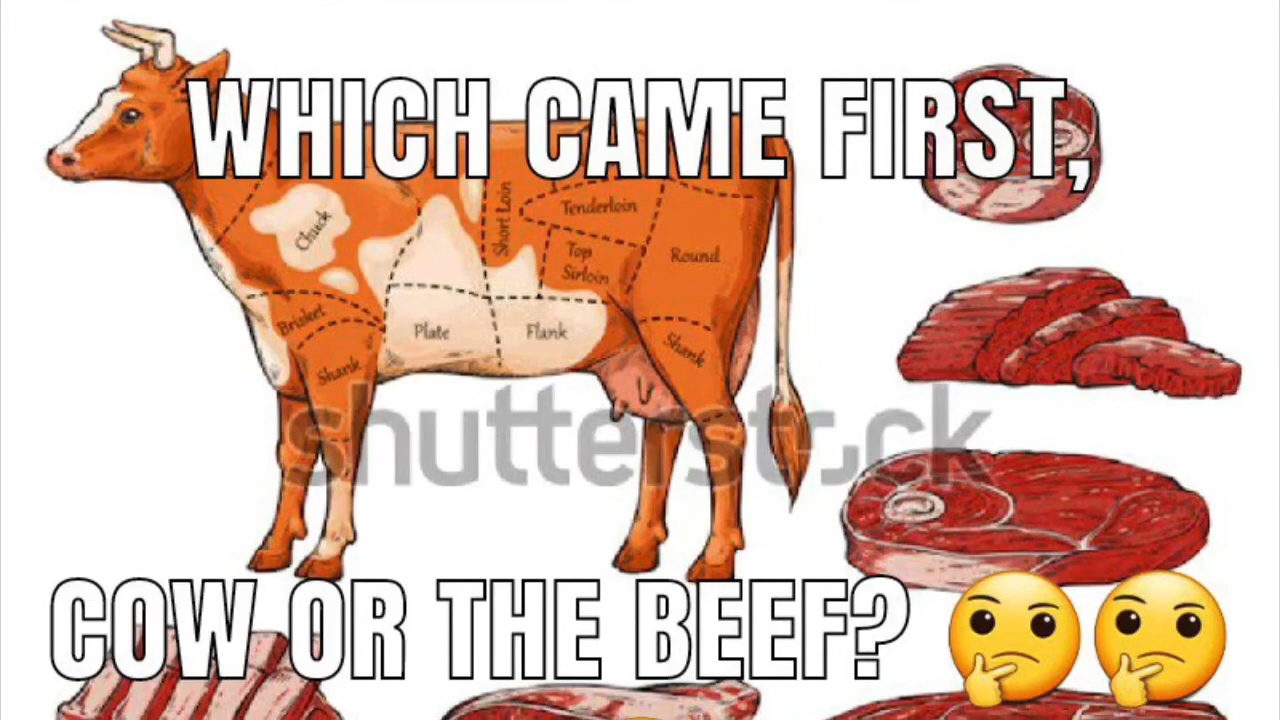 WHICH CAME FIRST,
Chuck
Short Loin
Tenderloin
Top
Sirloin
Round
Brisket
Plate
Flank
Shank
Shank
shutterstock
COW OR THE BEEF? 🤔🤔